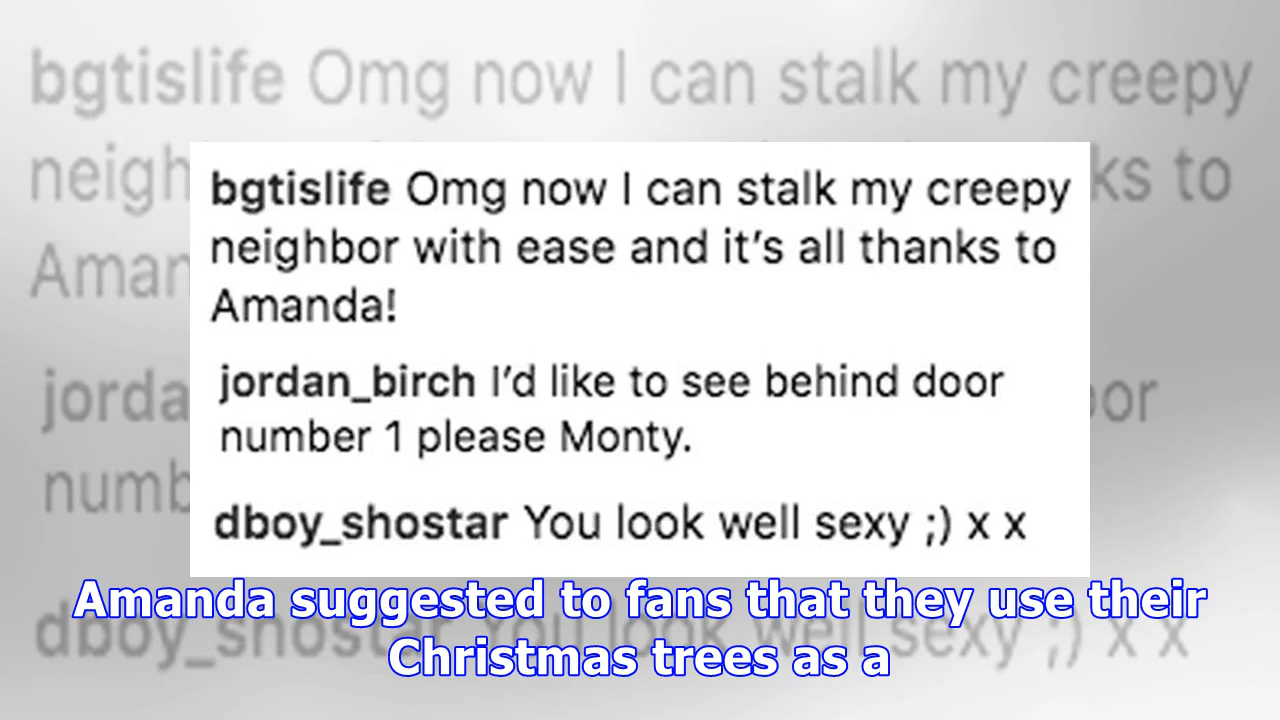 bgtislife Omg now I can stalk my creepy
neighbor with ease and it’s all thanks to
Amanda!
jordan_birch I’d like to see behind door
number 1 please Monty.
dboy_shostar You look well sexy ;) x x
Amanda suggested to fans that they use their
Christmas trees as a